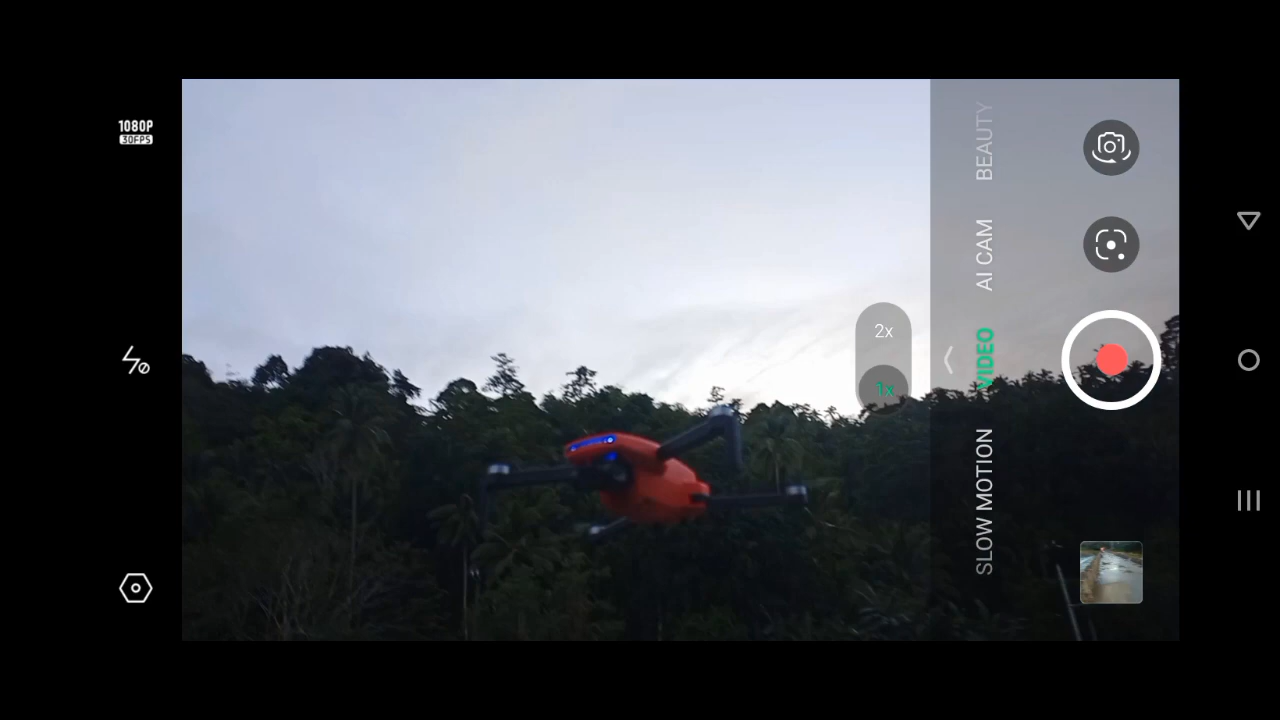 1080P
30FPS
BEAUTY
AI CAM
VIDEO
SLOW MOTION
2x
1x